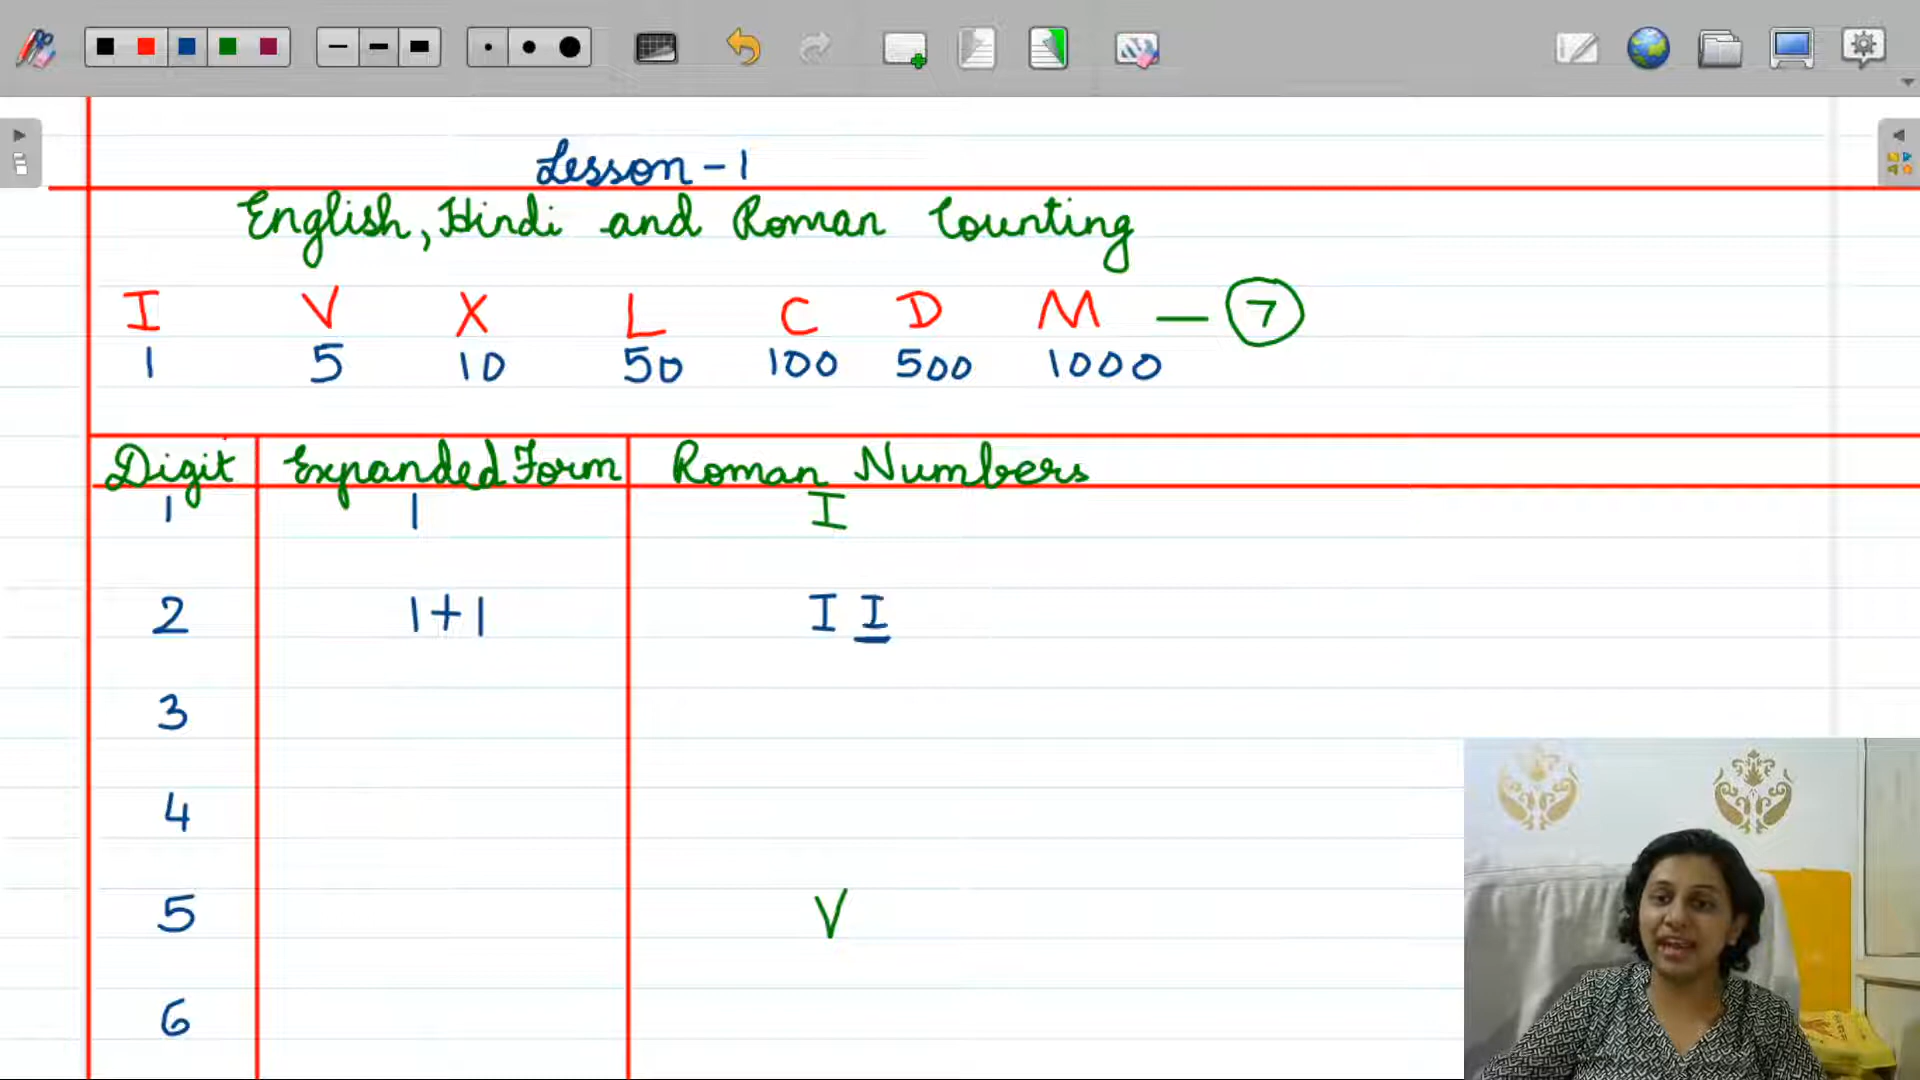 Lesson - 1
English, Hindi and Roman Counting
I V X L C D M — 7
1 5 10 50 100 500 1000
Digit Expanded Form Roman Numbers
1 1 I
2 1+1 I I
3
4
5 V
6